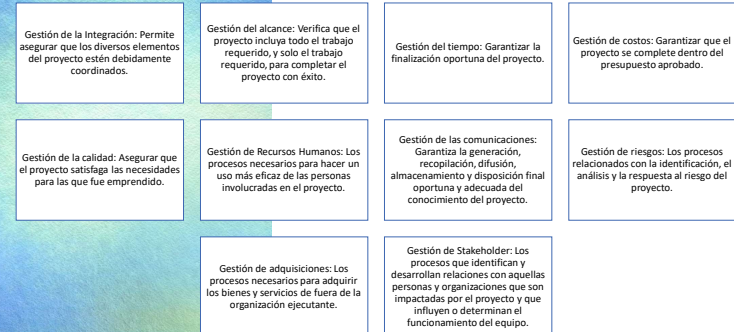 Gestión de la Integración: Permite
asegurar que los diversos elementos
del proyecto estén debidamente
coordinados.
Gestión del alcance: Verifica que el
proyecto incluya todo el trabajo
requerido, y solo el trabajo
requerido, para completar el
proyecto con éxito.
Gestión del tiempo: Garantizar la
finalización oportuna del proyecto.
Gestión de costos: Garantizar que el
proyecto se complete dentro del
presupuesto aprobado.
Gestión de la calidad: Asegurar que
el proyecto satisfaga las necesidades
para las que fue emprendido.
Gestión de Recursos Humanos: Los
procesos necesarios para hacer un
uso más eficaz de las personas
involucradas en el proyecto.
Gestión de las comunicaciones:
Garantiza la generación,
recopilación, difusión,
almacenamiento y disposición final
oportuna y adecuada del
conocimiento del proyecto.
Gestión de riesgos: Los procesos
relacionados con la identificación, el
análisis y la respuesta al riesgo del
proyecto.
Gestión de adquisiciones: Los
procesos necesarios para adquirir
los bienes y servicios de fuera de la
organización ejecutante.
Gestión de Stakeholder: Los
procesos que identifican y
desarrollan relaciones con aquellas
personas y organizaciones que son
impactadas por el proyecto y que
influyen o determinan el
funcionamiento del equipo.